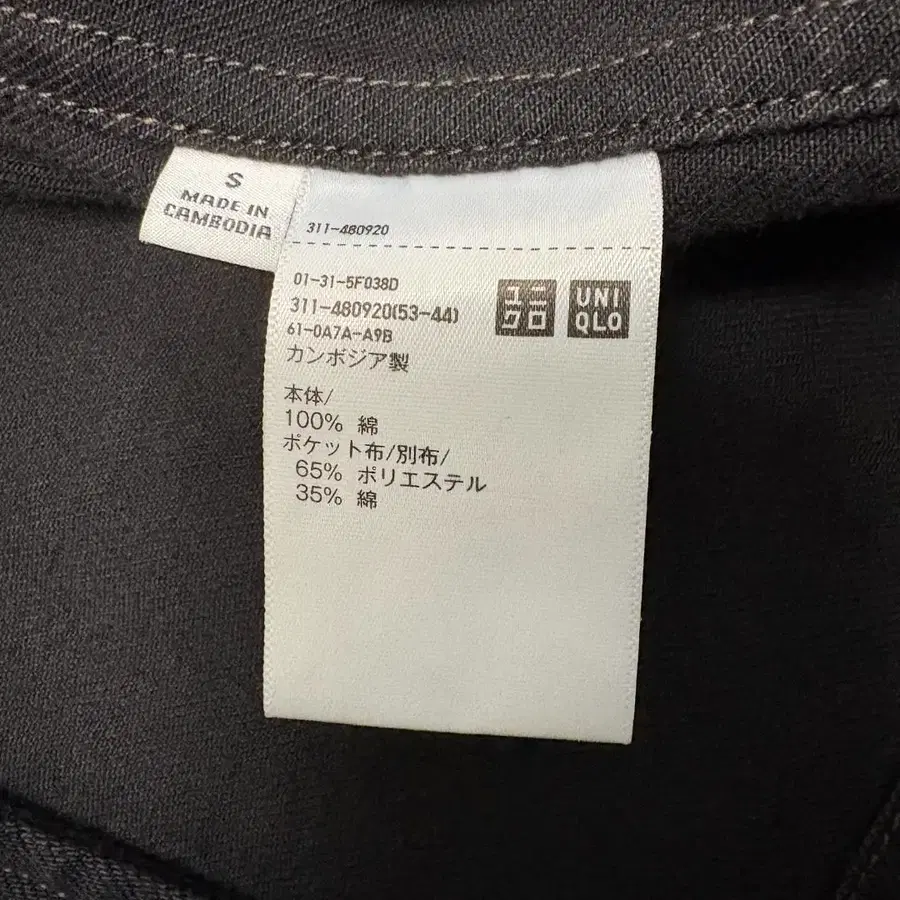 S
MADE IN
CAMBODIA
311-480920
01-31-5F038D
311-480920(53-44)
61-0A7A-A9B
カンボジア製
ユニ
クロ
UNI
QLO
本体/
100% 綿
ポケット布/別布/
65% ポリエステル
35% 綿